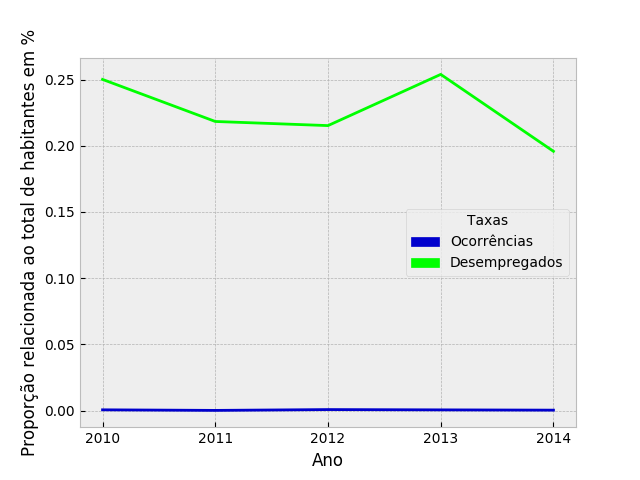 Proporção relacionada ao total de habitantes em %
0.25
0.20
0.15
0.10
0.05
0.00
Taxas
Ocorrências
Desempregados
2010 2011 2012 2013 2014
Ano